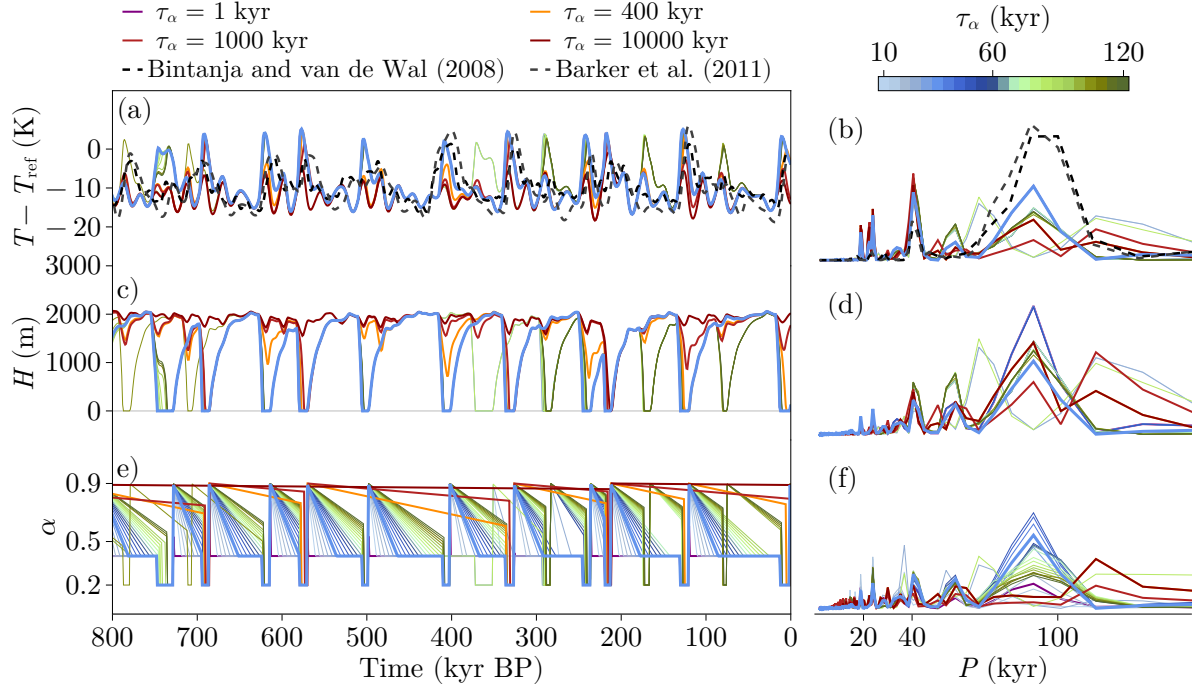 τα = 1 kyr
τα = 400 kyr
τα = 1000 kyr
τα = 10000 kyr
Bintanja and van de Wal (2008)
Barker et al. (2011)
τα (kyr)
10 60 120
(a)
T − Tref (K)
0
−10
−20
(b)
c)
H (m)
3000
2000
1000
0
(d)
e)
α
0.9
0.5
0.2
(f)
800 700 600 500 400 300 200 100 0
Time (kyr BP)
20 40 100
P (kyr)